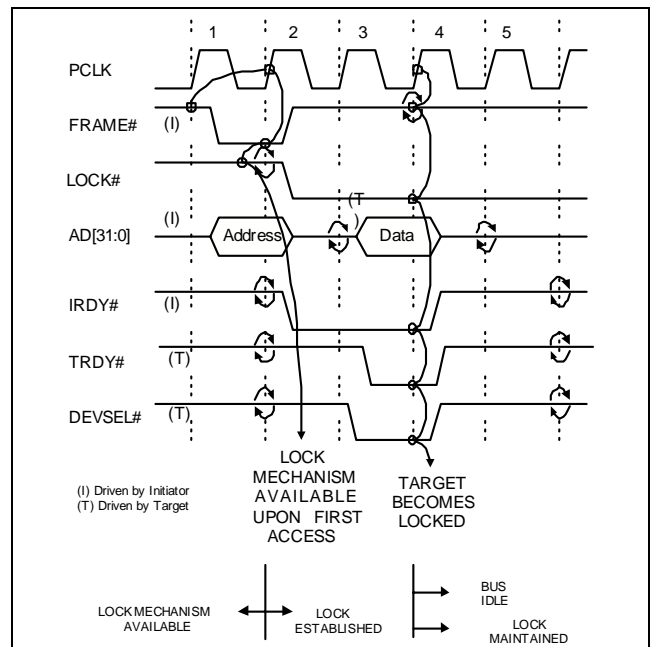 1 2 3 4 5
PCLK
FRAME# (I)
LOCK#
AD[31:0] (I) Address (T) Data
IRDY# (I)
TRDY# (T)
DEVSEL# (T)
(I) Driven by Initiator
(T) Driven by Target
LOCK
MECHANISM
AVAILABLE
UPON FIRST
ACCESS
TARGET
BECOMES
LOCKED
LOCK MECHANISM
AVAILABLE
LOCK
ESTABLISHED
BUS
IDLE
LOCK
MAINTAINED